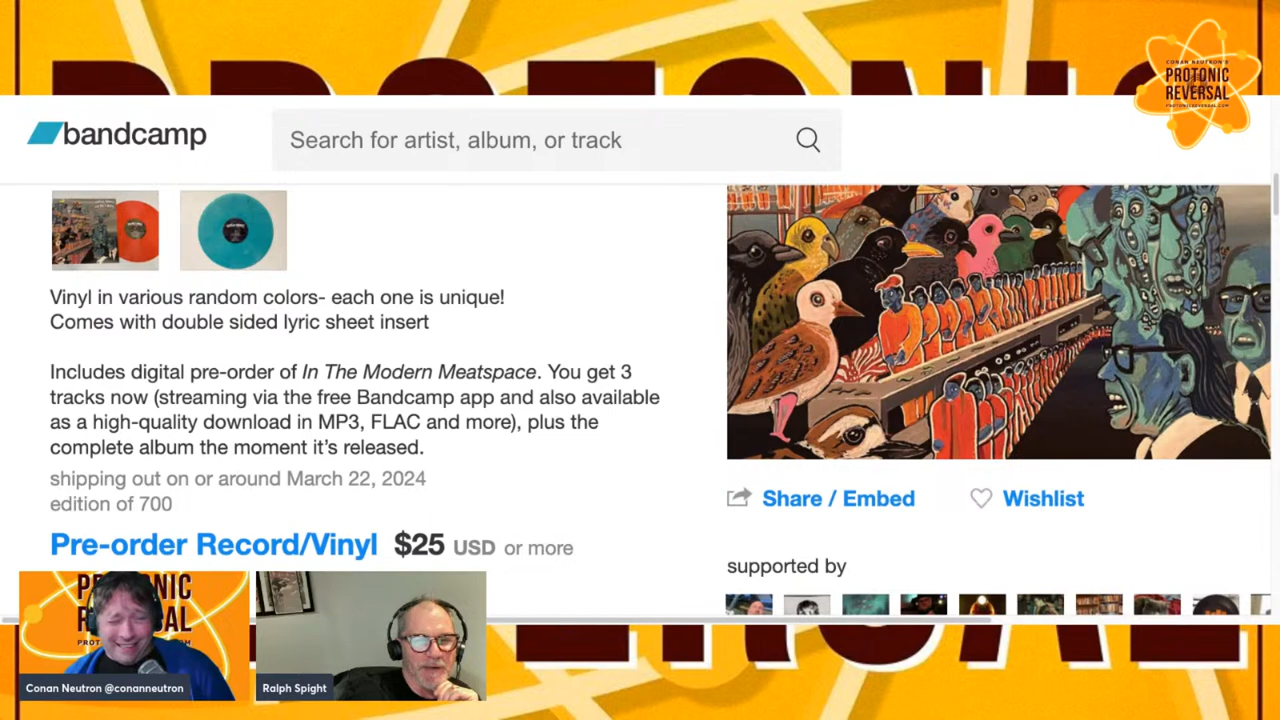 CONAN NEUTRON'S
PROTONIC
REVERSAL
PROTONICREVERSAL.COM
bandcamp
Search for artist, album, or track
Vinyl in various random colors- each one is unique!
Comes with double sided lyric sheet insert
Includes digital pre-order of In The Modern Meatspace. You get 3
tracks now (streaming via the free Bandcamp app and also available
as a high-quality download in MP3, FLAC and more), plus the
complete album the moment it’s released.
shipping out on or around March 22, 2024
edition of 700
Pre-order Record/Vinyl $25 USD or more
Share / Embed
Wishlist
supported by
Conan Neutron @conanneutron
Ralph Spight